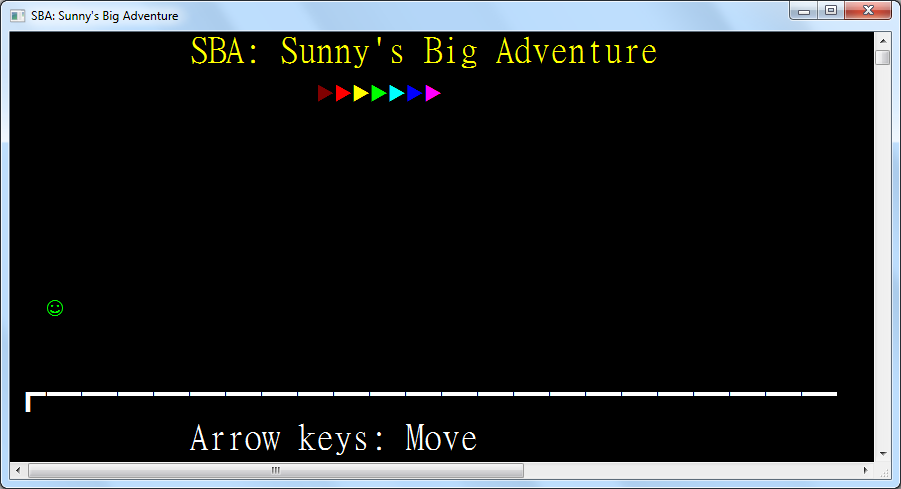 SBA: Sunny's Big Adventure
SBA: Sunny's Big Adventure
Arrow keys: Move